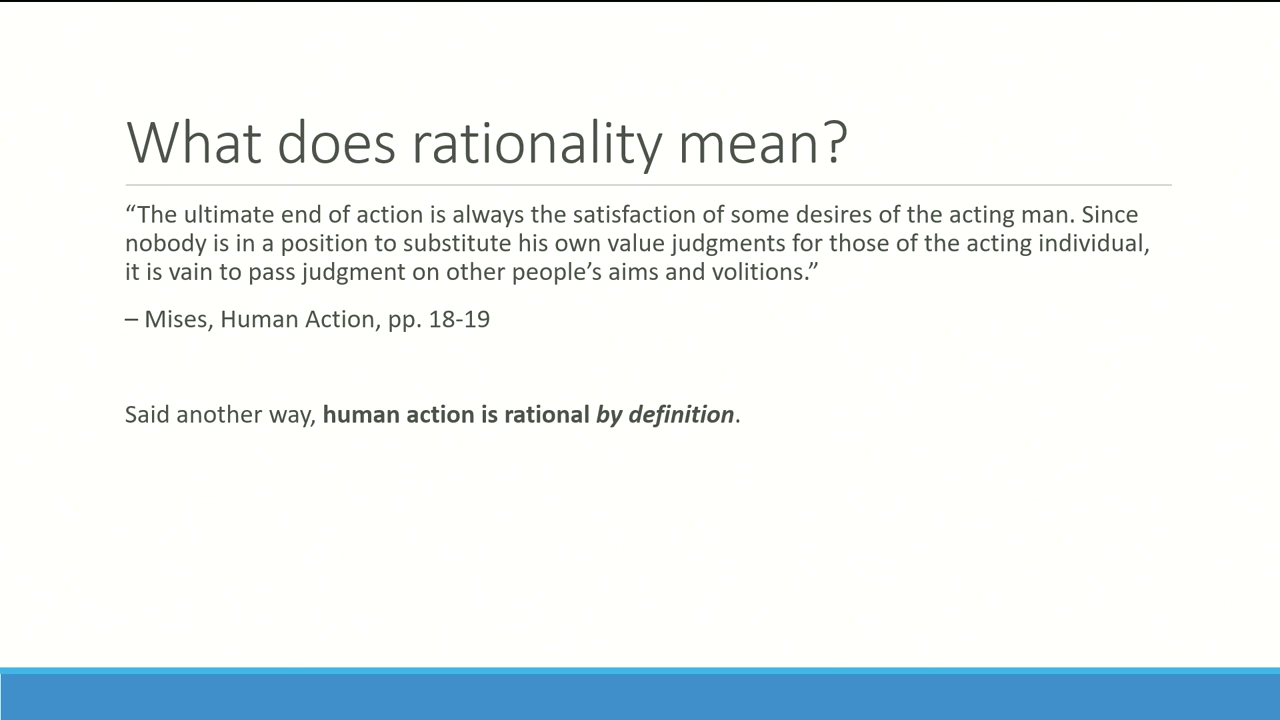 What does rationality mean?
“The ultimate end of action is always the satisfaction of some desires of the acting man. Since
nobody is in a position to substitute his own value judgments for those of the acting individual,
it is vain to pass judgment on other people’s aims and volitions.”
– Mises, Human Action, pp. 18-19
Said another way, human action is rational by definition.